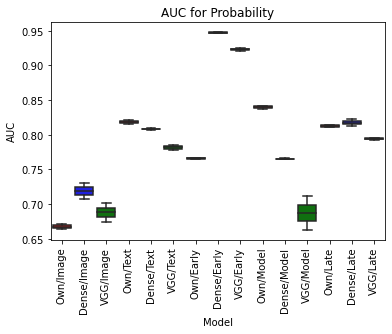 AUC for Probability
AUC
0.95
0.90
0.85
0.80
0.75
0.70
0.65
Own/Image
Dense/Image
VGG/Image
Own/Text
Dense/Text
VGG/Text
Own/Early
Dense/Early
VGG/Early
Own/Model
Dense/Model
VGG/Model
Own/Late
Dense/Late
VGG/Late
Model